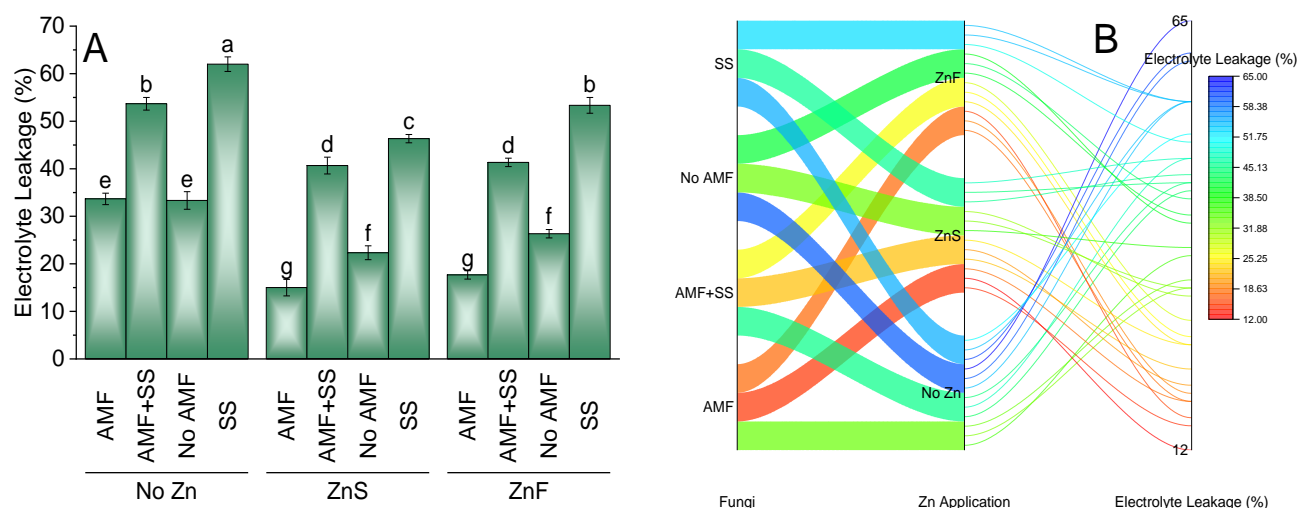 A
Electrolyte Leakage (%)
70
60
50
40
30
20
10
0
e
b
e
a
g
d
f
c
g
d
f
b
AMF
AMF+SS
No AMF
SS
AMF
AMF+SS
No AMF
SS
AMF
AMF+SS
No AMF
SS
No Zn
ZnS
ZnF
B
SS
No AMF
AMF+SS
AMF
ZnF
ZnS
No Zn
65
12
Electrolyte Leakage (%)
65.00
58.38
51.75
45.13
38.50
31.88
25.25
18.63
12.00
Fungi
Zn Application
Electrolyte Leakage (%)